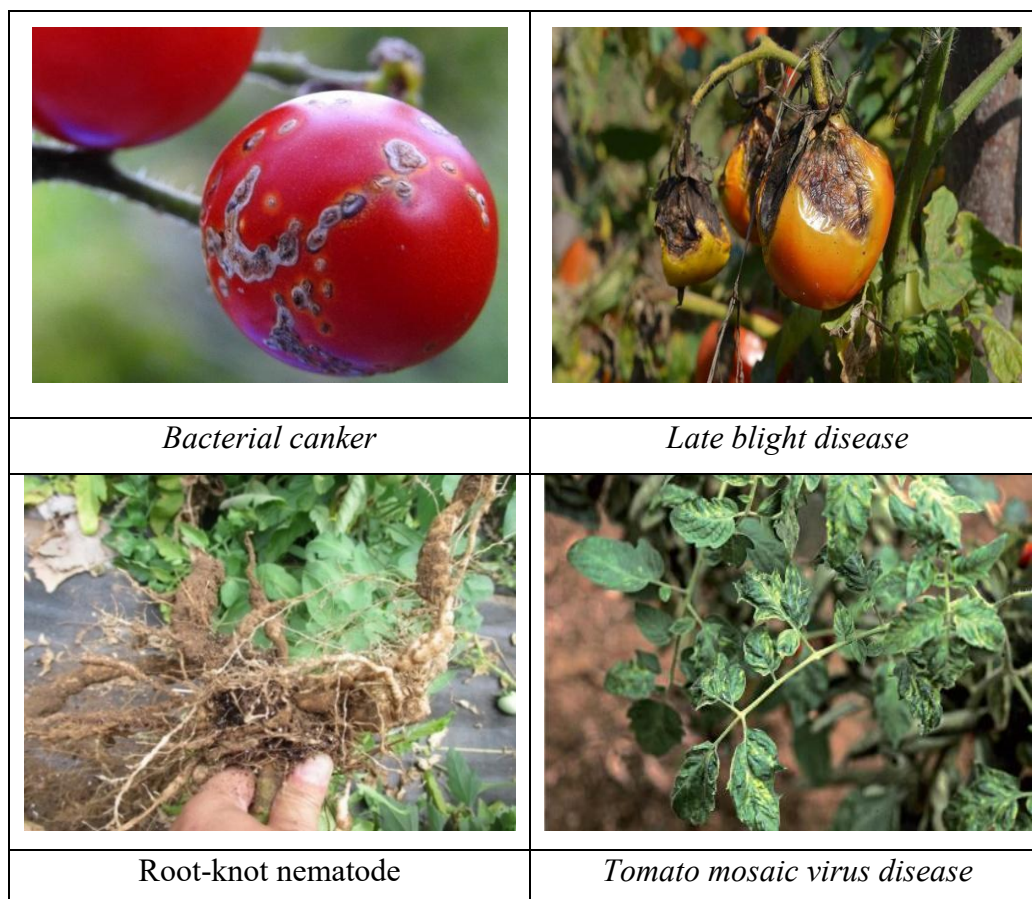 Bacterial canker
Late blight disease
Root-knot nematode
Tomato mosaic virus disease